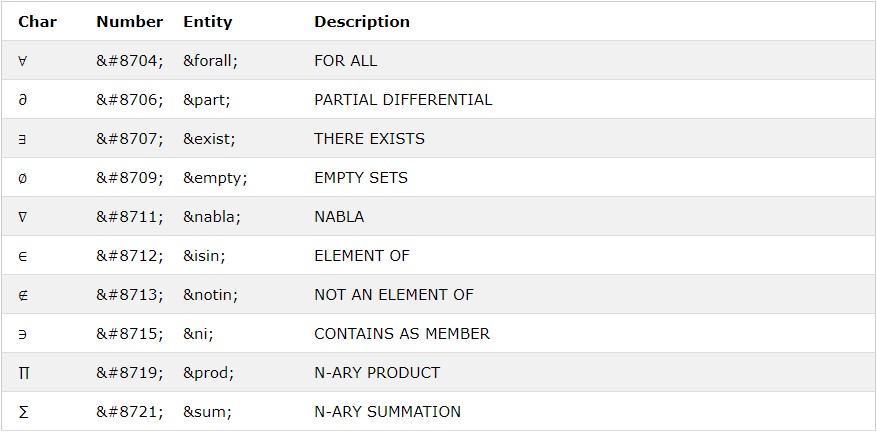 Char Number Entity Description
∀ &#8704; &forall; FOR ALL
∂ &#8706; &part; PARTIAL DIFFERENTIAL
∃ &#8707; &exist; THERE EXISTS
∅ &#8709; &empty; EMPTY SETS
∇ &#8711; &nabla; NABLA
∈ &#8712; &isin; ELEMENT OF
∉ &#8713; &notin; NOT AN ELEMENT OF
∋ &#8715; &ni; CONTAINS AS MEMBER
∏ &#8719; &prod; N-ARY PRODUCT
∑ &#8721; &sum; N-ARY SUMMATION